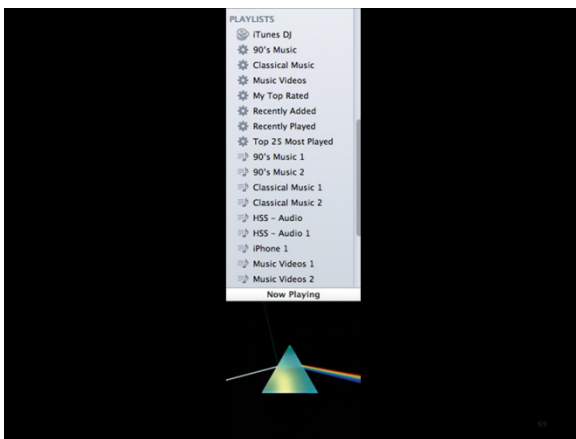 PLAYLISTS
iTunes DJ
90's Music
Classical Music
Music Videos
My Top Rated
Recently Added
Recently Played
Top 25 Most Played
90's Music 1
90's Music 2
Classical Music 1
Classical Music 2
HSS – Audio
HSS – Audio 1
iPhone 1
Music Videos 1
Music Videos 2
Now Playing